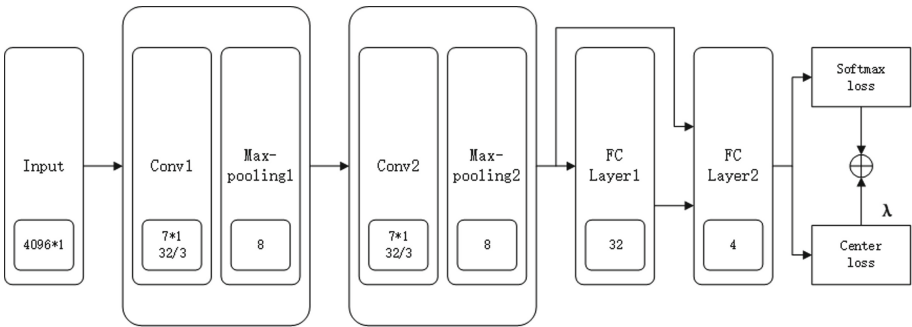 Input
4096*1
Conv1
7*1
32/3
Max-
pooling1
8
Conv2
7*1
32/3
Max-
pooling2
8
FC
Layer1
32
FC
Layer2
4
Softmax
loss
λ
Center
loss